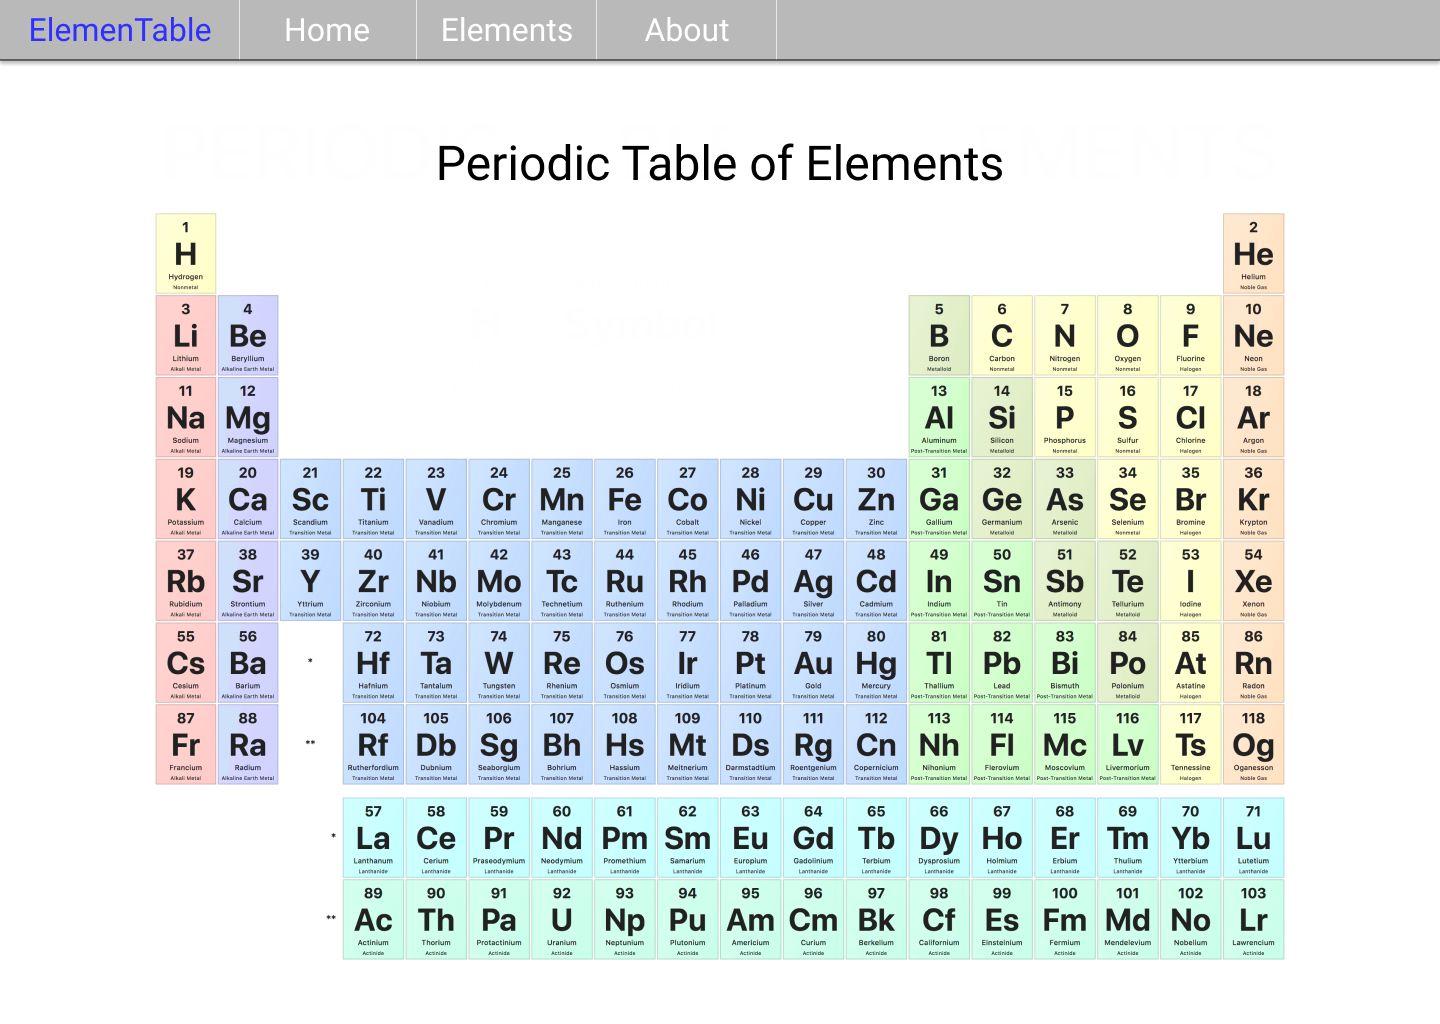 ElemenTable Home Elements About
Periodic Table of Elements
1 2
H He
Hydrogen Helium
Nonmetal Noble Gas
3 4 5 6 7 8 9 10
Li Be B C N O F Ne
Lithium Beryllium Boron Carbon Nitrogen Oxygen Fluorine Neon
Alkali Metal Alkaline Earth Metal Metalloid Nonmetal Nonmetal Nonmetal Halogen Noble Gas
11 12 13 14 15 16 17 18
Na Mg Al Si P S Cl Ar
Sodium Magnesium Aluminum Silicon Phosphorus Sulfur Chlorine Argon
Alkali Metal Alkaline Earth Metal Post-Transition Metal Metalloid Nonmetal Nonmetal Halogen Noble Gas
19 20 21 22 23 24 25 26 27 28 29 30 31 32 33 34 35 36
K Ca Sc Ti V Cr Mn Fe Co Ni Cu Zn Ga Ge As Se Br Kr
Potassium Calcium Scandium Titanium Vanadium Chromium Manganese Iron Cobalt Nickel Copper Zinc Gallium Germanium Arsenic Selenium Bromine Krypton
Alkali Metal Alkaline Earth Metal Transition Metal Transition Metal Transition Metal Transition Metal Transition Metal Transition Metal Transition Metal Transition Metal Transition Metal Transition Metal Post-Transition Metal Metalloid Metalloid Nonmetal Halogen Noble Gas
37 38 39 40 41 42 43 44 45 46 47 48 49 50 51 52 53 54
Rb Sr Y Zr Nb Mo Tc Ru Rh Pd Ag Cd In Sn Sb Te I Xe
Rubidium Strontium Yttrium Zirconium Niobium Molybdenum Technetium Ruthenium Rhodium Palladium Silver Cadmium Indium Tin Antimony Tellurium Iodine Xenon
Alkali Metal Alkaline Earth Metal Transition Metal Transition Metal Transition Metal Transition Metal Transition Metal Transition Metal Transition Metal Transition Metal Transition Metal Transition Metal Post-Transition Metal Post-Transition Metal Metalloid Metalloid Halogen Noble Gas
55 56 72 73 74 75 76 77 78 79 80 81 82 83 84 85 86
Cs Ba * Hf Ta W Re Os Ir Pt Au Hg Tl Pb Bi Po At Rn
Cesium Barium Hafnium Tantalum Tungsten Rhenium Osmium Iridium Platinum Gold Mercury Thallium Lead Bismuth Polonium Astatine Radon
Alkali Metal Alkaline Earth Metal Transition Metal Transition Metal Transition Metal Transition Metal Transition Metal Transition Metal Transition Metal Transition Metal Transition Metal Post-Transition Metal Post-Transition Metal Post-Transition Metal Metalloid Halogen Noble Gas
87 88 104 105 106 107 108 109 110 111 112 113 114 115 116 117 118
Fr Ra ** Rf Db Sg Bh Hs Mt Ds Rg Cn Nh Fl Mc Lv Ts Og
Francium Radium Rutherfordium Dubnium Seaborgium Bohrium Hassium Meitnerium Darmstadtium Roentgenium Copernicium Nihonium Flerovium Moscovium Livermorium Tennessine Oganesson
Alkali Metal Alkaline Earth Metal Transition Metal Transition Metal Transition Metal Transition Metal Transition Metal Transition Metal Transition Metal Transition Metal Transition Metal Post-Transition Metal Post-Transition Metal Post-Transition Metal Post-Transition Metal Halogen Noble Gas
57 58 59 60 61 62 63 64 65 66 67 68 69 70 71
* La Ce Pr Nd Pm Sm Eu Gd Tb Dy Ho Er Tm Yb Lu
Lanthanum Cerium Praseodymium Neodymium Promethium Samarium Europium Gadolinium Terbium Dysprosium Holmium Erbium Thulium Ytterbium Lutetium
Lanthanide Lanthanide Lanthanide Lanthanide Lanthanide Lanthanide Lanthanide Lanthanide Lanthanide Lanthanide Lanthanide Lanthanide Lanthanide Lanthanide Lanthanide
89 90 91 92 93 94 95 96 97 98 99 100 101 102 103
** Ac Th Pa U Np Pu Am Cm Bk Cf Es Fm Md No Lr
Actinium Thorium Protactinium Uranium Neptunium Plutonium Americium Curium Berkelium Californium Einsteinium Fermium Mendelevium Nobelium Lawrencium
Actinide Actinide Actinide Actinide Actinide Actinide Actinide Actinide Actinide Actinide Actinide Actinide Actinide Actinide Actinide